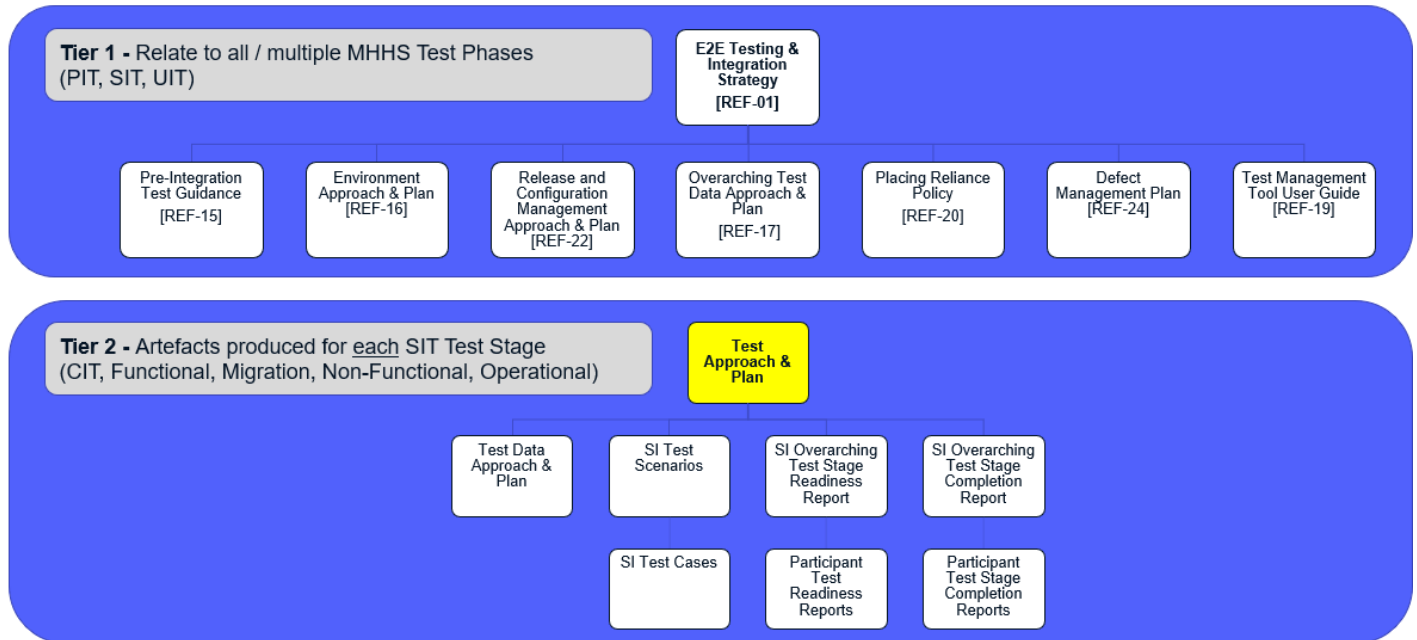 Tier 1 - Relate to all / multiple MHHS Test Phases
(PIT, SIT, UIT)
E2E Testing &
Integration
Strategy
[REF-01]
Pre-Integration
Test Guidance
[REF-15]
Environment
Approach & Plan
[REF-16]
Release and
Configuration
Management
Approach & Plan
[REF-22]
Overarching Test
Data Approach &
Plan
[REF-17]
Placing Reliance
Policy
[REF-20]
Defect
Management Plan
[REF-24]
Test Management
Tool User Guide
[REF-19]
Tier 2 - Artefacts produced for each SIT Test Stage
(CIT, Functional, Migration, Non-Functional, Operational)
Test
Approach &
Plan
Test Data
Approach &
Plan
SI Test
Scenarios
SI Overarching
Test Stage
Readiness
Report
SI Overarching
Test Stage
Completion
Report
SI Test Cases
Participant
Test
Readiness
Reports
Participant
Test Stage
Completion
Reports